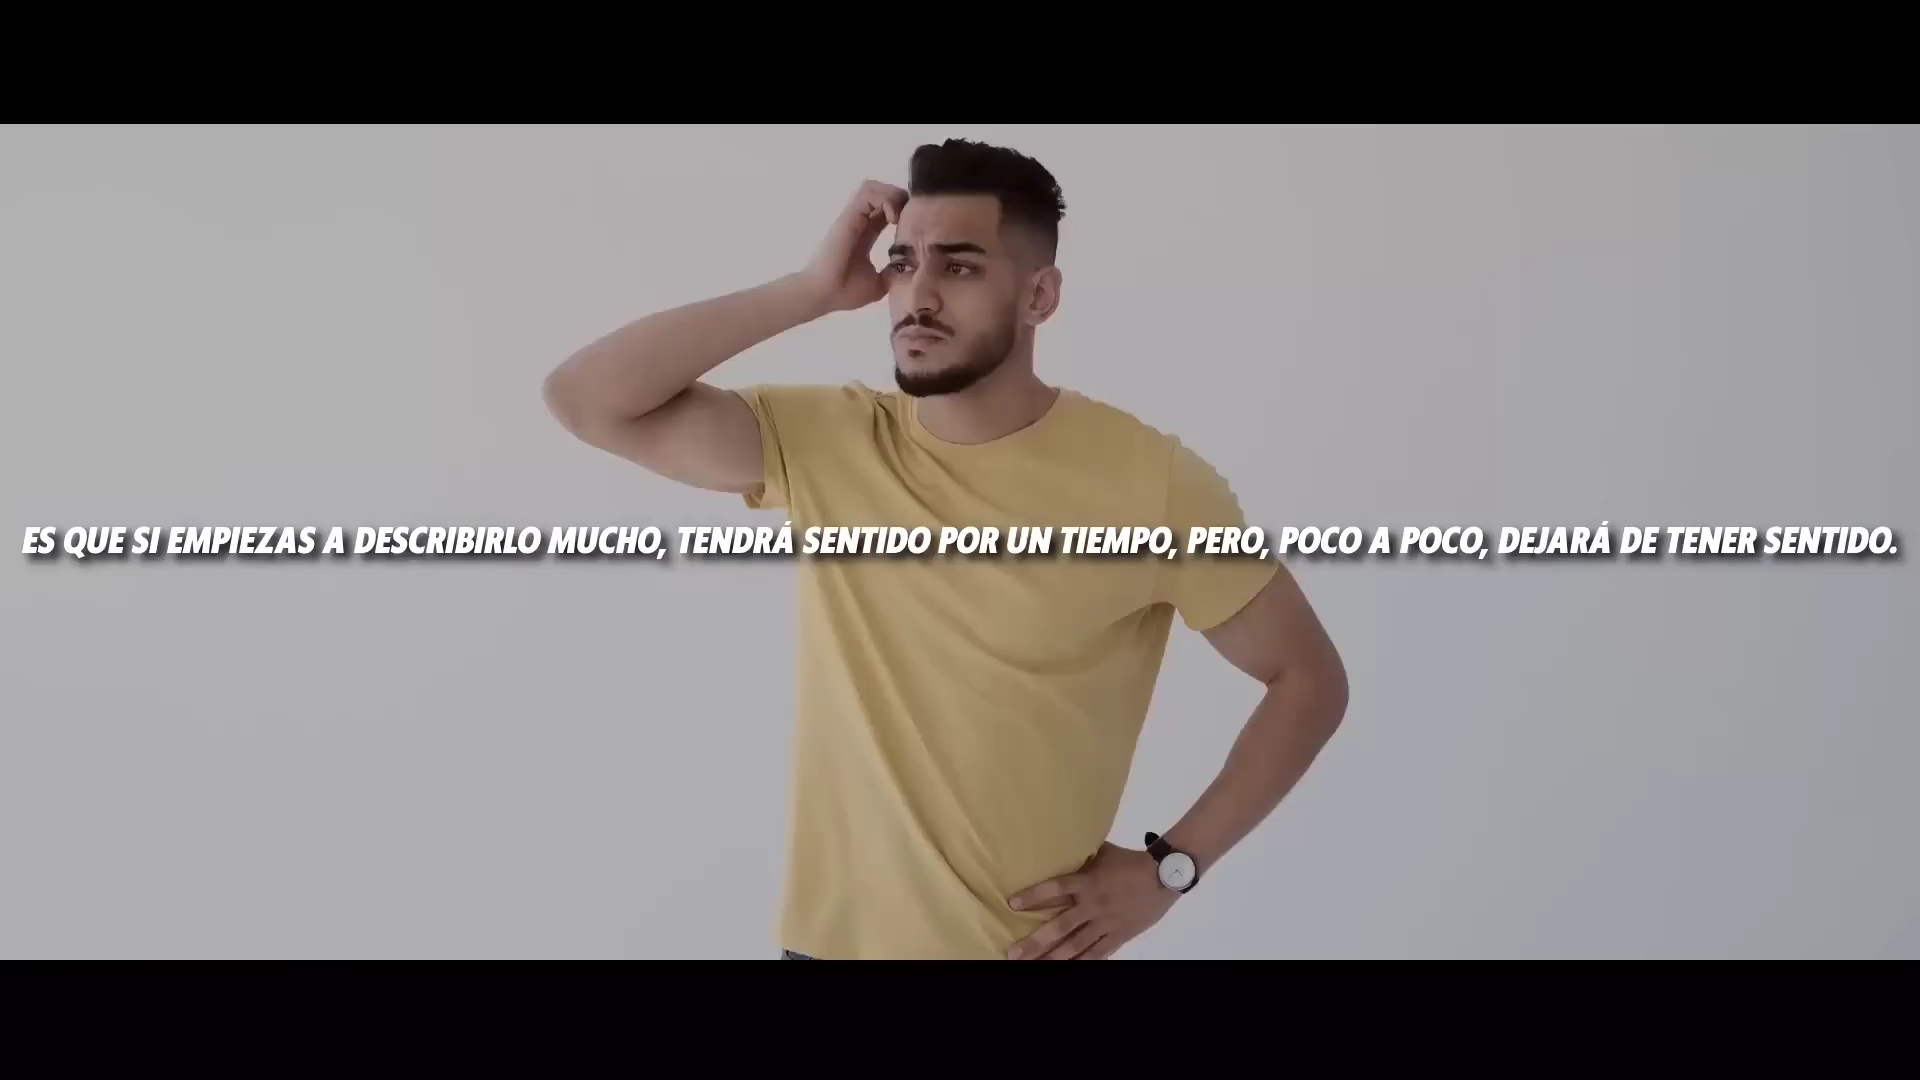 ES QUE SI EMPIEZAS A DESCRIBIRLO MUCHO, TENDRÁ SENTIDO POR UN TIEMPO, PERO, POCO A POCO, DEJARÁ DE TENER SENTIDO.